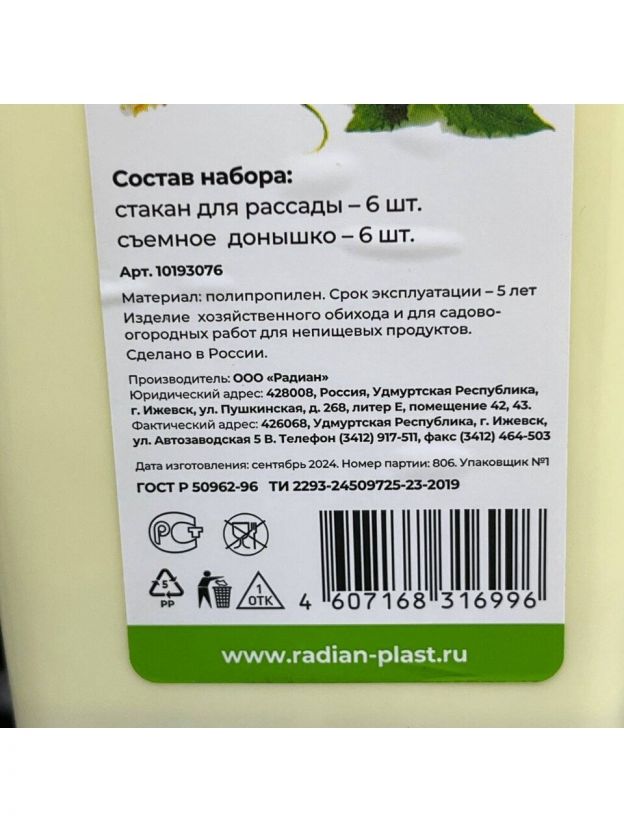 Состав набора:
стакан для рассады – 6 шт.
съемное донышко – 6 шт.
Арт. 10193076
Материал: полипропилен. Срок эксплуатации – 5 лет
Изделие хозяйственного обихода и для садово-
огородных работ для непищевых продуктов.
Сделано в России.
Производитель: ООО «Радиан»
Юридический адрес: 428008, Россия, Удмуртская Республика,
г. Ижевск, ул. Пушкинская, д. 268, литер Е, помещение 42, 43.
Фактический адрес: 426068, Удмуртская Республика, г. Ижевск,
ул. Автозаводская 5 В. Телефон (3412) 917-511, факс (3412) 464-503
Дата изготовления: сентябрь 2024. Номер партии: 806. Упаковщик №1
ГОСТ Р 50962-96 ТИ 2293-24509725-23-2019
РСТ
5
PP
1
ОТК
4 607168 316996
www.radian-plast.ru